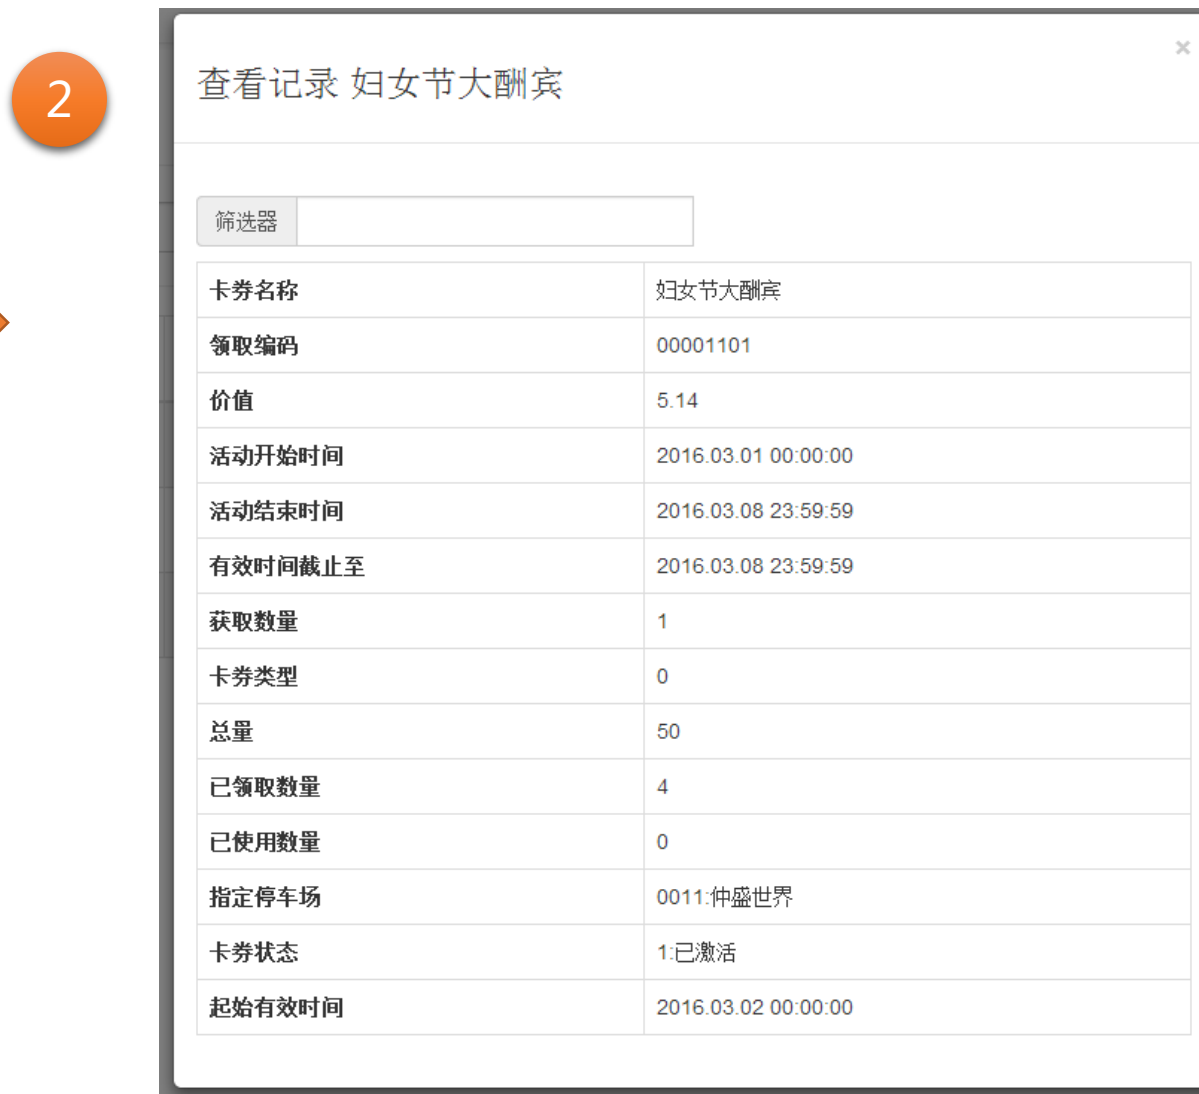 2
×
查看记录 妇女节大酬宾
筛选器
卡券名称 妇女节大酬宾
领取编码 00001101
价值 5.14
活动开始时间 2016.03.01 00:00:00
活动结束时间 2016.03.08 23:59:59
有效时间截止至 2016.03.08 23:59:59
获取数量 1
卡券类型 0
总量 50
已领取数量 4
已使用数量 0
指定停车场 0011:仲盛世界
卡券状态 1:已激活
起始有效时间 2016.03.02 00:00:00